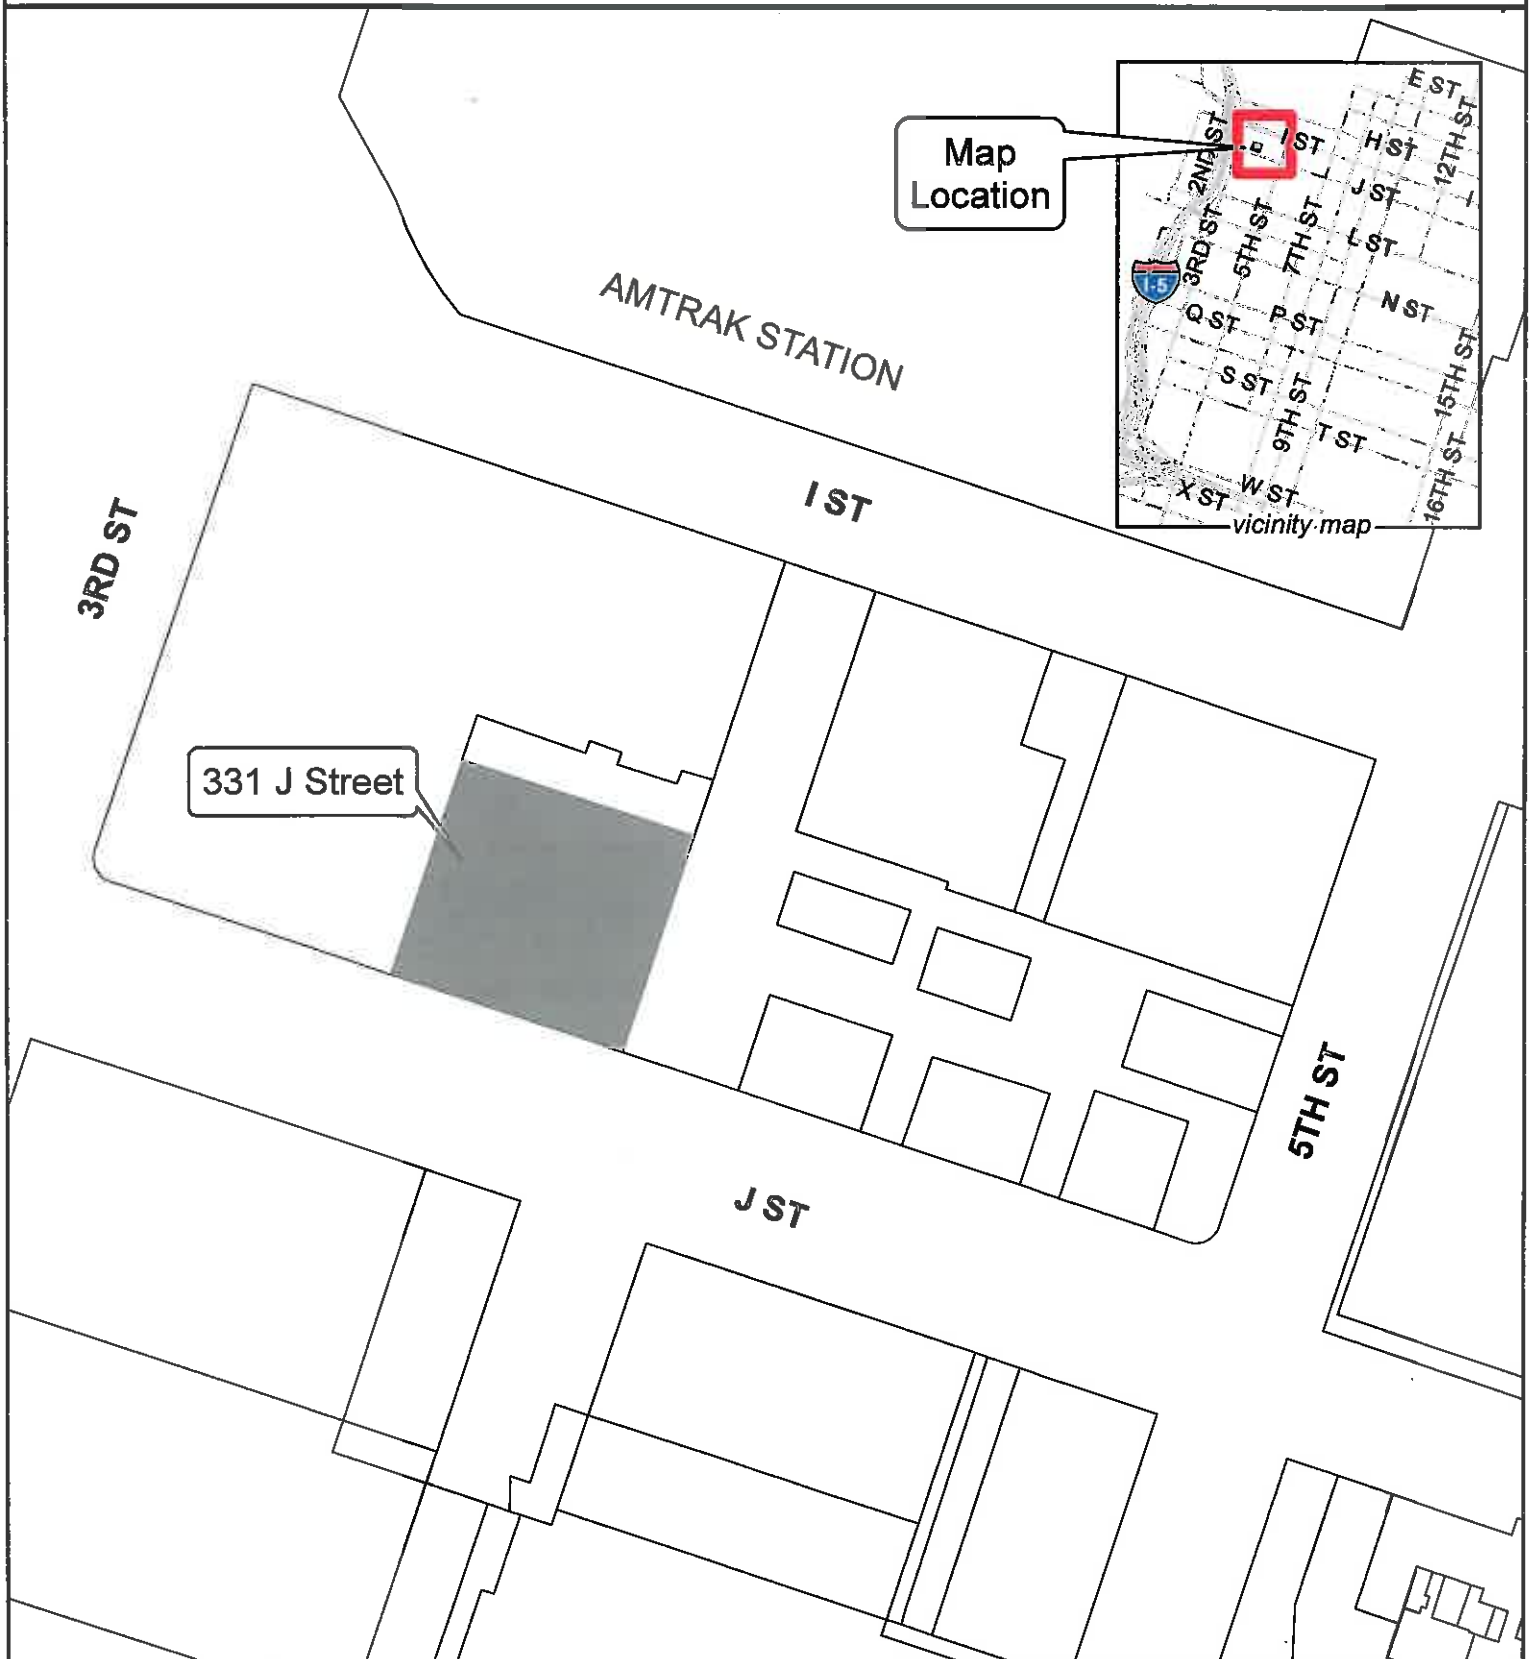 Map
Location
E ST
12TH ST
2ND ST
I ST
H ST
J ST
L ST
3RD ST
5TH ST
7TH ST
I-5
N ST
Q ST
P ST
S ST
15TH ST
9TH ST
T ST
16TH ST
X ST
W ST
vicinity map
AMTRAK STATION
I ST
3RD ST
331 J Street
5TH ST
J ST